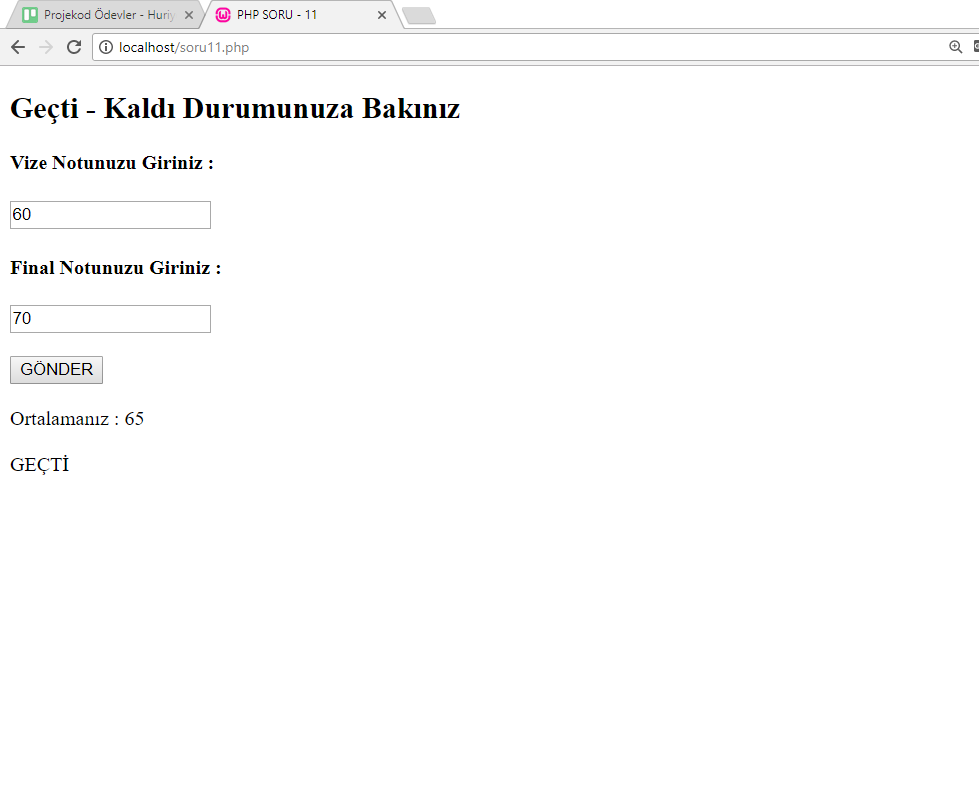 Projekod Ödevler - Huriy
PHP SORU - 11
localhost/soru11.php
Geçti - Kaldı Durumunuza Bakınız
Vize Notunuzu Giriniz :
60
Final Notunuzu Giriniz :
70
GÖNDER
Ortalamanız : 65
GEÇTİ